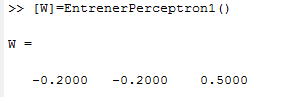 >> [W]=EntrenerPerceptron1()
W =
-0.2000 -0.2000 0.5000